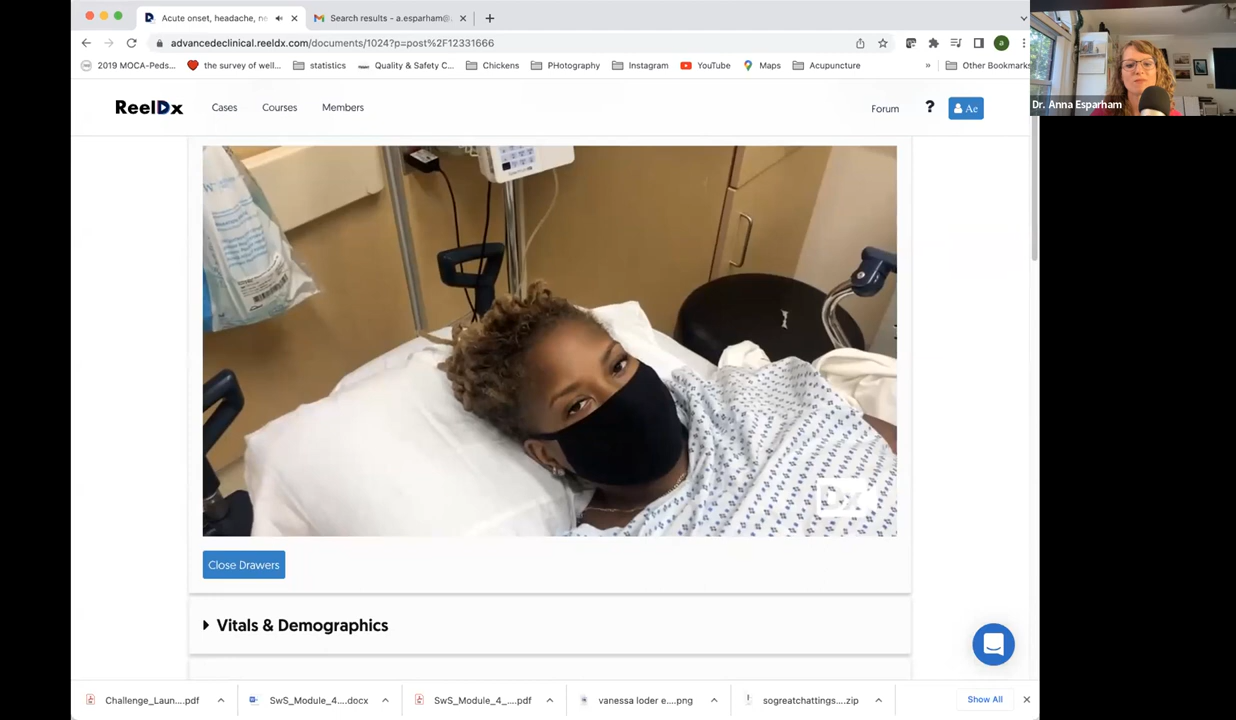 Acute onset, headache, ne
Search results - a.esparham@
advancedeclinical.reeldx.com/documents/1024?p=post%2F12331666
a
2019 MOCA-Peds...
the survey of well...
statistics
Quality & Safety C...
Chickens
PHotography
Instagram
YouTube
Maps
Acupuncture
»
Other Bookmarks
Dr. Anna Esparham
ReelDx
Cases
Courses
Members
Forum
?
Ae
Dx
Close Drawers
Vitals & Demographics
Challenge_Laun....pdf
SwS_Module_4....docx
SwS_Module_4_....pdf
vanessa loder e....png
sogreatchattings....zip
Show All